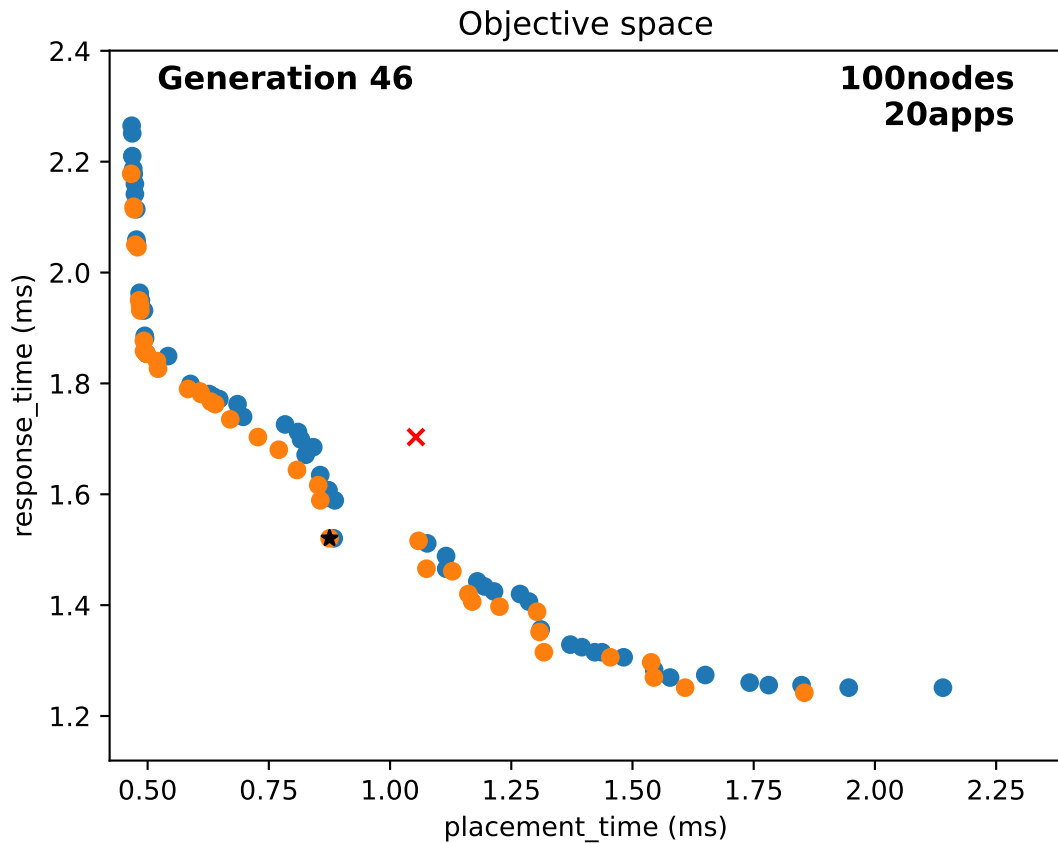 Objective space
Generation 46
100nodes
20apps
2.4
2.2
2.0
1.8
1.6
1.4
1.2
response_time (ms)
0.50 0.75 1.00 1.25 1.50 1.75 2.00 2.25
placement_time (ms)